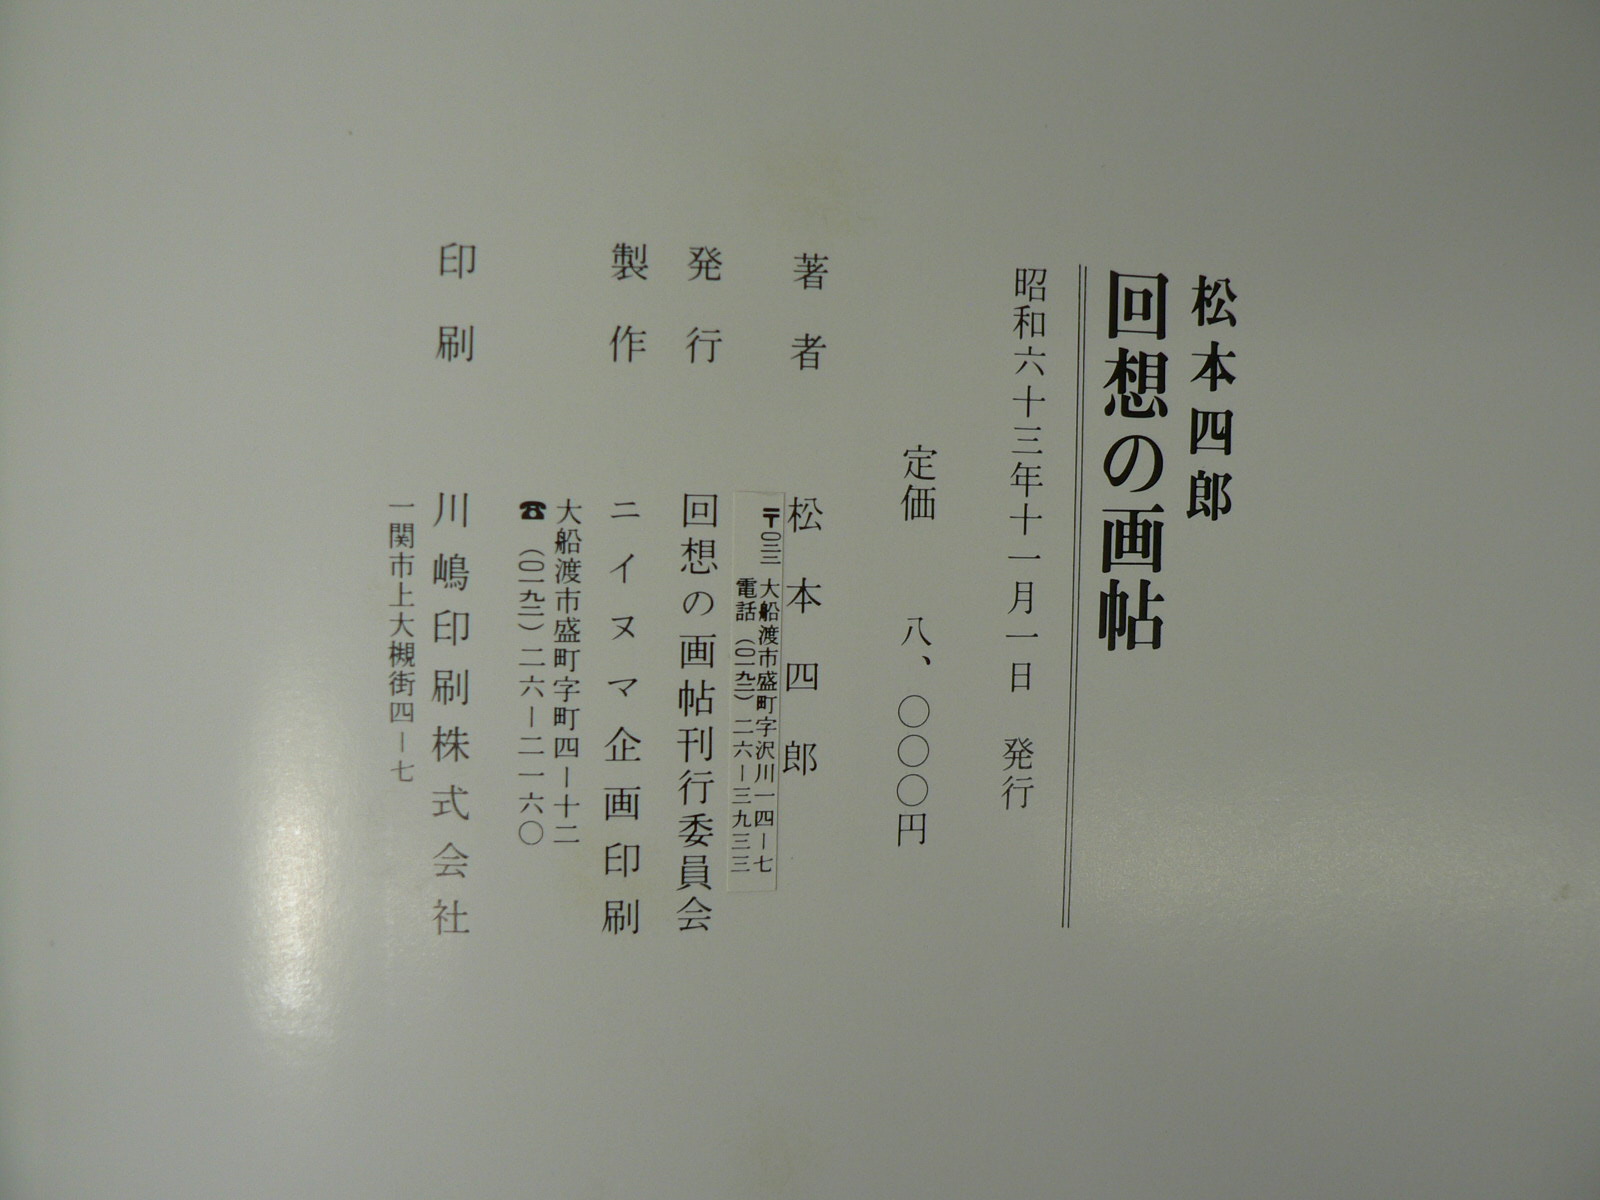 松本四郎
回想の画帖
昭和六十三年十一月一日　発行
定価　八、〇〇〇円
著者　松本四郎
〒〇二二　大船渡市盛町字沢川一四ー七
電話（〇一九二）二六ー三九三三
発行　回想の画帖刊行委員会
製作　ニイヌマ企画印刷
大船渡市盛町字町四ー十二
☎（〇一九二）二六ー二一六〇
印刷　川嶋印刷株式会社
一関市上大槻街四ー七